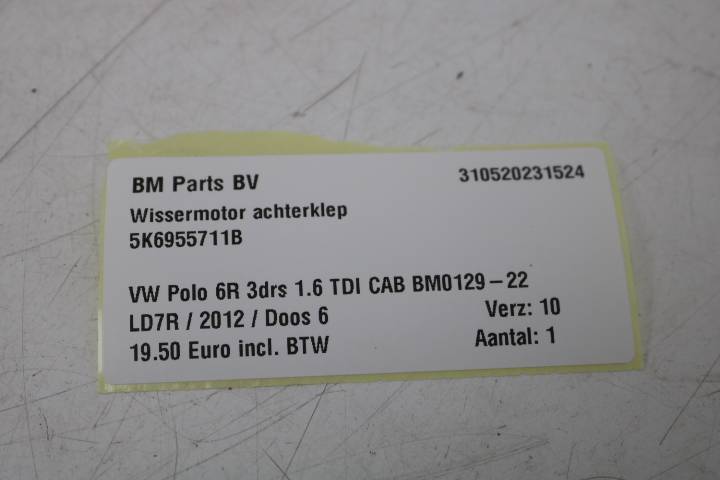 BM Parts BV 310520231524
Wissermotor achterklep
5K6955711B
VW Polo 6R 3drs 1.6 TDI CAB BM0129-22
LD7R / 2012 / Doos 6 Verz: 10
19.50 Euro incl. BTW Aantal: 1